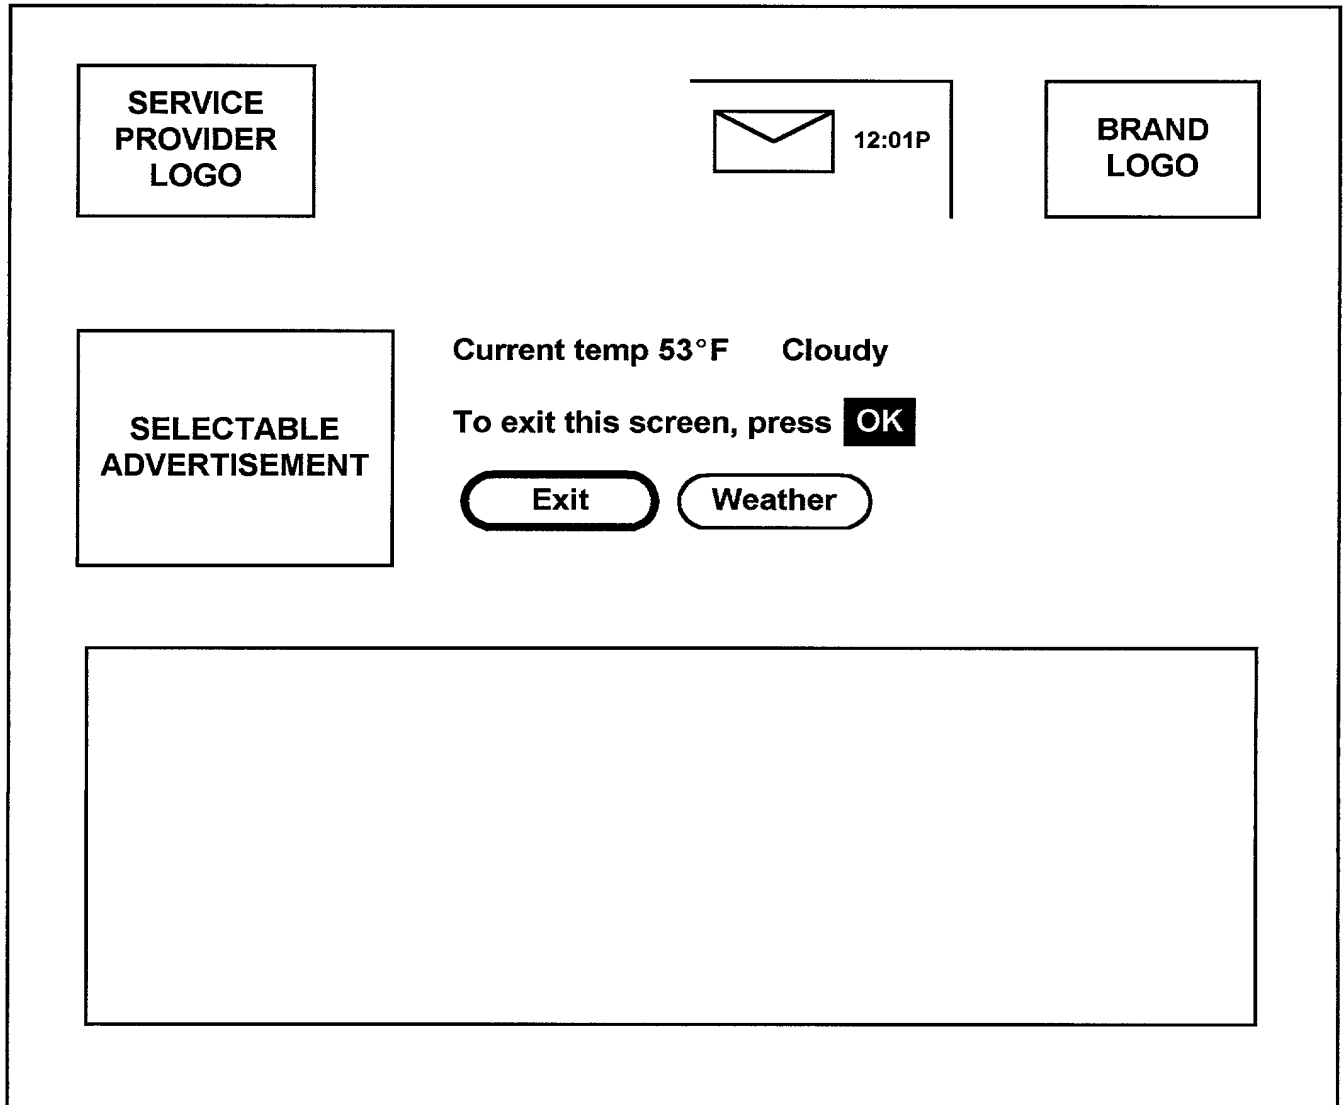 SERVICE
PROVIDER
LOGO
12:01P
BRAND
LOGO
SELECTABLE
ADVERTISEMENT
Current temp 53°F Cloudy
To exit this screen, press OK
Exit Weather